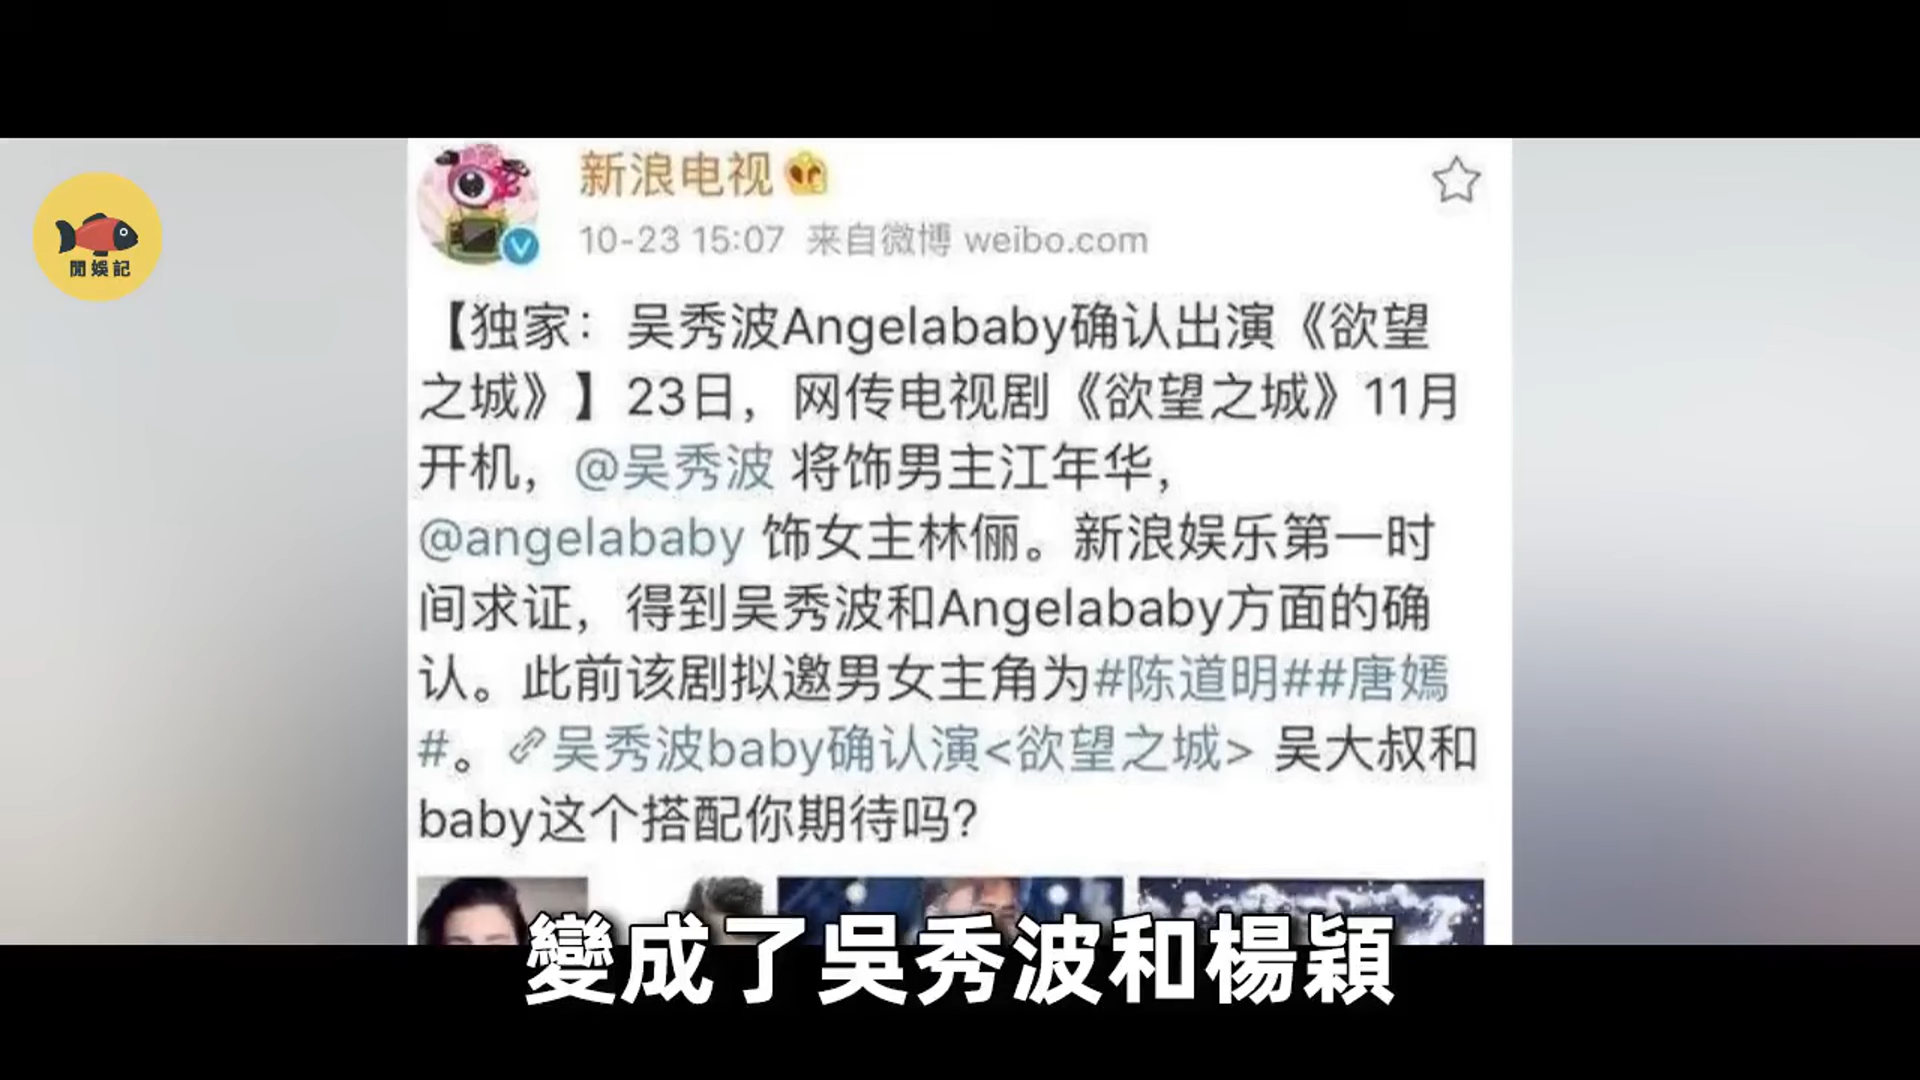 新浪电视
10-23 15:07 来自微博 weibo.com
閒娛記
【独家：吴秀波Angelababy确认出演《欲望
之城》】23日，网传电视剧《欲望之城》11月
开机，@吴秀波 将饰男主江年华，
@angelababy 饰女主林俪。新浪娱乐第一时
间求证，得到吴秀波和Angelababy方面的确
认。此前该剧拟邀男女主角为#陈道明##唐嫣
#。吴秀波baby确认演<欲望之城> 吴大叔和
baby这个搭配你期待吗？
變成了吳秀波和楊穎